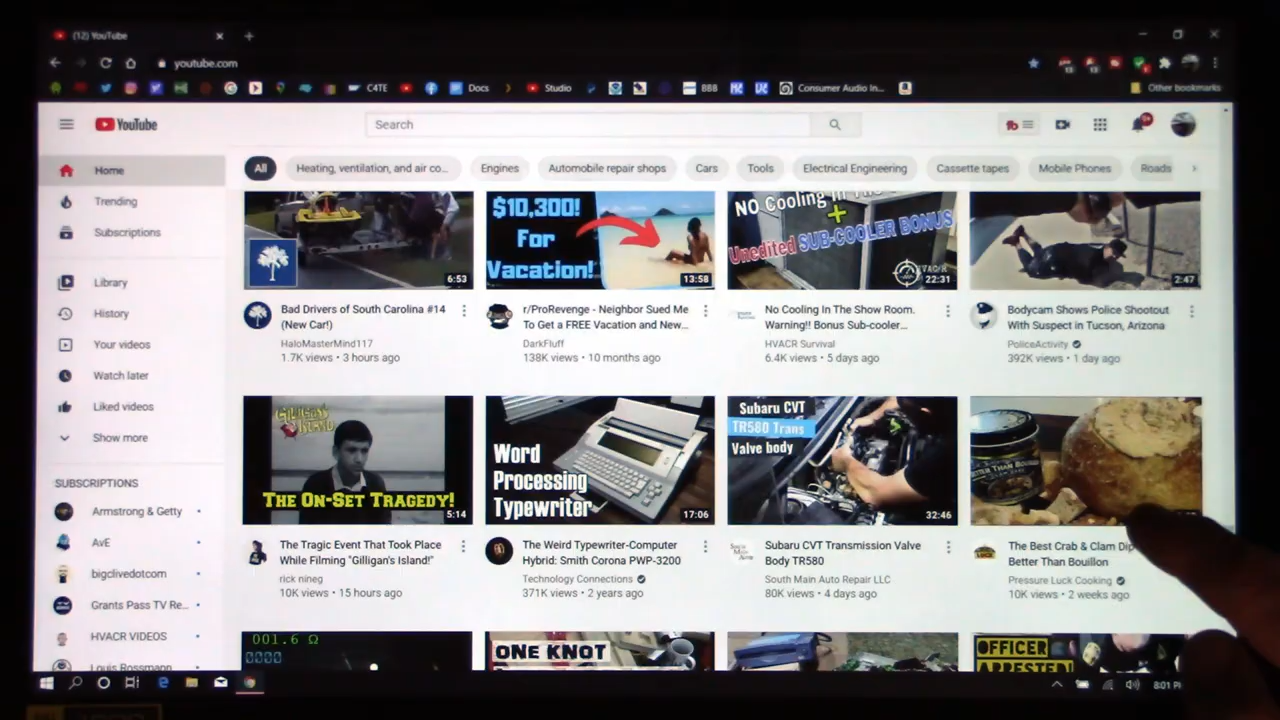 (12) YouTube
youtube.com
C4TE
Docs
Studio
BBB
Consumer Audio In...
Other bookmarks
YouTube
Search
9+
Home
Trending
Subscriptions
Library
History
Your videos
Watch later
Liked videos
Show more
SUBSCRIPTIONS
Armstrong & Getty
AvE
bigclivedotcom
Grants Pass TV Re...
HVACR VIDEOS
Louis Rossmann
All
Heating, ventilation, and air co...
Engines
Automobile repair shops
Cars
Tools
Electrical Engineering
Cassette tapes
Mobile Phones
Roads
6:53
Bad Drivers of South Carolina #14
(New Car!)
HaloMasterMind117
1.7K views • 3 hours ago
$10,300!
For
Vacation!
13:58
r/ProRevenge - Neighbor Sued Me
To Get a FREE Vacation and New...
DarkFluff
138K views • 10 months ago
NO Cooling In The
+
Unedited SUB-COOLER BONUS
HVAC/R
22:31
No Cooling In The Show Room.
Warning!! Bonus Sub-cooler...
HVACR Survival
6.4K views • 5 days ago
2:47
Bodycam Shows Police Shootout
With Suspect in Tucson, Arizona
PoliceActivity
392K views • 1 day ago
GILLIGAN'S
ISLAND
THE ON-SET TRAGEDY!
5:14
The Tragic Event That Took Place
While Filming "Gilligan's Island!"
rick nineg
10K views • 15 hours ago
Word
Processing
Typewriter
17:06
The Weird Typewriter-Computer
Hybrid: Smith Corona PWP-3200
Technology Connections
371K views • 2 years ago
Subaru CVT
TR580 Trans
Valve body
32:46
Subaru CVT Transmission Valve
Body TR580
South Main Auto Repair LLC
80K views • 4 days ago
BETTER THAN BOUILLON
The Best Crab & Clam Dip
Better Than Bouillon
Pressure Luck Cooking
10K views • 2 weeks ago
001.6 Ω
0000
ONE KNOT
OFFICER
ARRESTED!
8:01